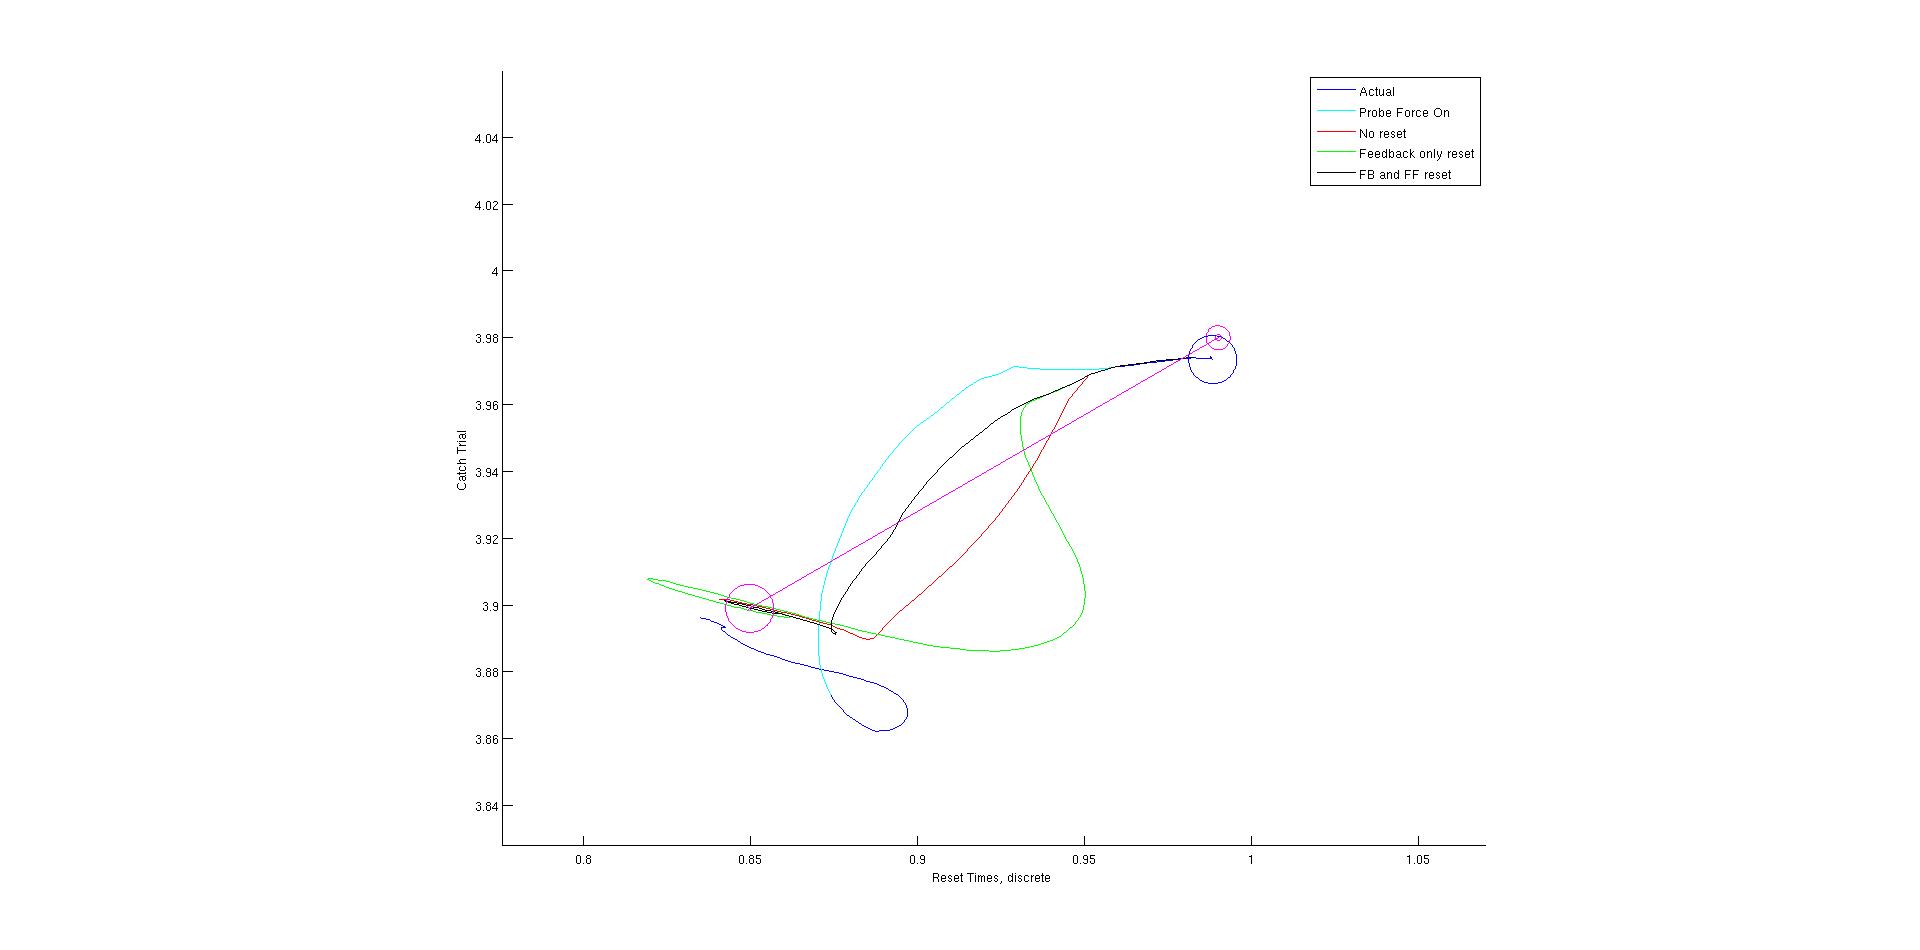 Actual
Probe Force On
No reset
Feedback only reset
FB and FF reset
4.04
4.02
4
3.98
3.96
3.94
3.92
3.9
3.88
3.86
3.84
Catch Trial
0.8
0.85
0.9
0.95
1
1.05
Reset Times, discrete